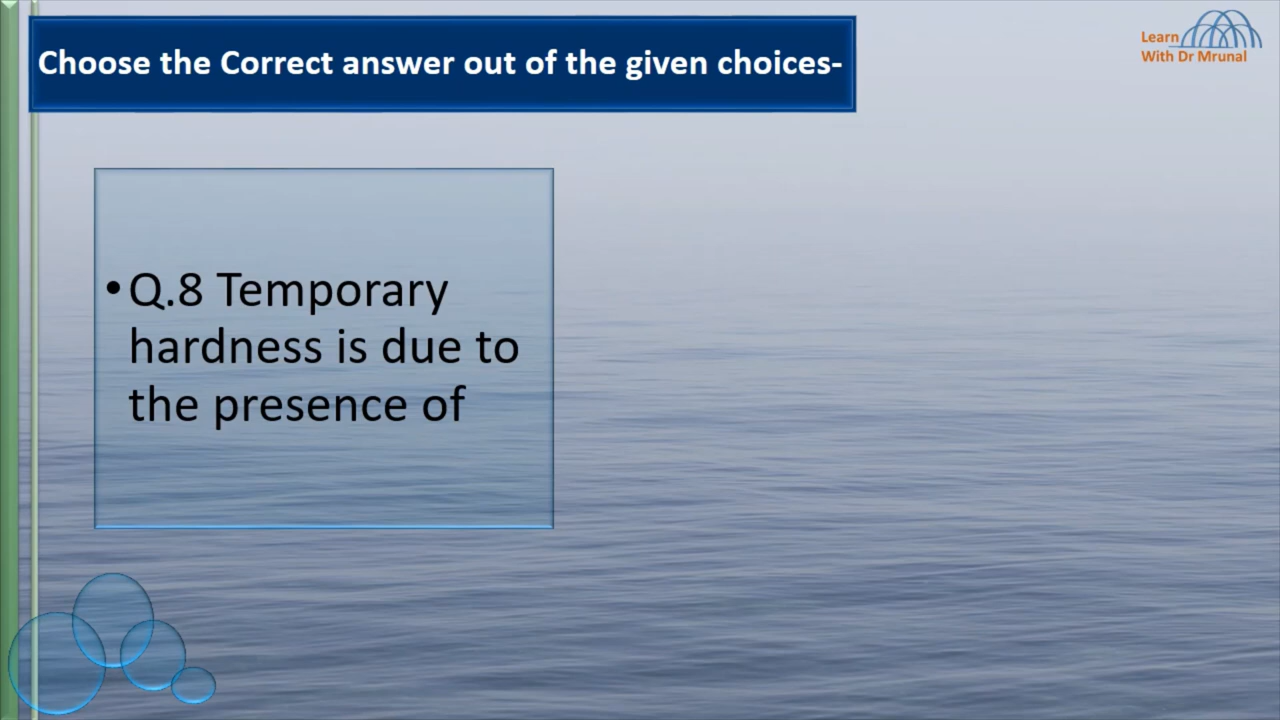 Choose the Correct answer out of the given choices-
Learn
With Dr Mrunal
• Q.8 Temporary
hardness is due to
the presence of